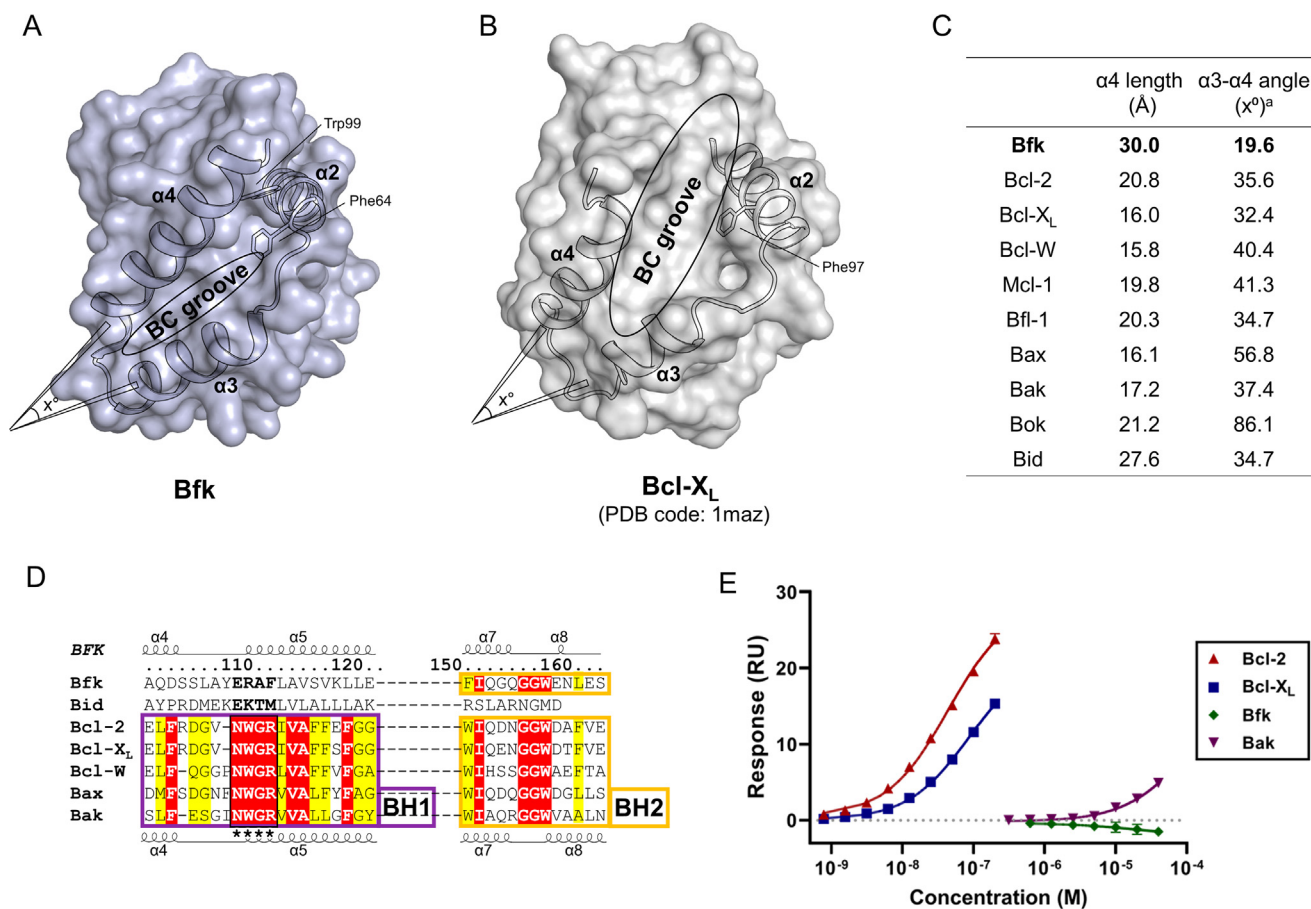 A
B
C
Trp99
α4
α2
Phe64
BC groove
α3
x°
Bfk
α2
α4
BC groove
Phe97
α3
x°
Bcl-XL
(PDB code: 1maz)
α4 length (Å) α3-α4 angle (x⁰)ᵃ
Bfk 30.0 19.6
Bcl-2 20.8 35.6
Bcl-XL 16.0 32.4
Bcl-W 15.8 40.4
Mcl-1 19.8 41.3
Bfl-1 20.3 34.7
Bax 16.1 56.8
Bak 17.2 37.4
Bok 21.2 86.1
Bid 27.6 34.7
D
α4 α5 α7 α8
BFK
110 120 150 160
Bfk AQDSSLAYERAFLAVSVKLLE FIQGQGGWENLES
Bid AYPRDMEKEKTMLVLALLLAK RSLARNGMD
Bcl-2 ELFRDGV-NWGRIVAFFEFGG WIQDNGGWDAFVE
Bcl-XL ELFRDGV-NWGRIVAFFSFGG WIQENGGWDTFVE
Bcl-W ELF-QGGPNWGRLVAFFVFGA WIHSSGGWAEFTA
Bax DMFSDGNFNWGRVVALFYFAG WIQDQGGWDGLLS
Bak SLF-ESGINWGRVVALLGFGY WIAQRGGWVAALN
BH1
BH2
****
α4 α5 α7 α8
E
Response (RU)
30
20
10
0
10-9 10-8 10-7 10-6 10-5 10-4
Concentration (M)
Bcl-2
Bcl-XL
Bfk
Bak